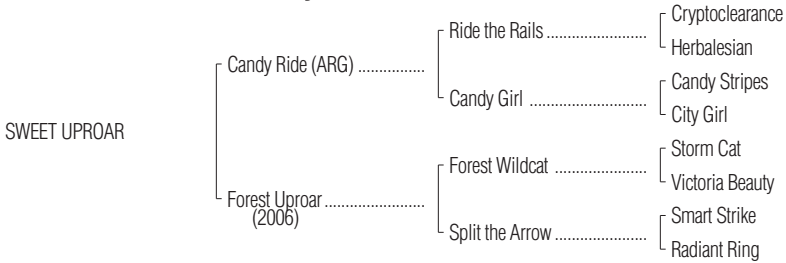 Cryptoclearance
Ride the Rails ........................
Herbalesian
Candy Ride (ARG) ................
Candy Stripes
Candy Girl ............................
City Girl
SWEET UPROAR
Storm Cat
Forest Wildcat ......................
Victoria Beauty
Forest Uproar ........................
(2006)
Smart Strike
Split the Arrow ......................
Radiant Ring